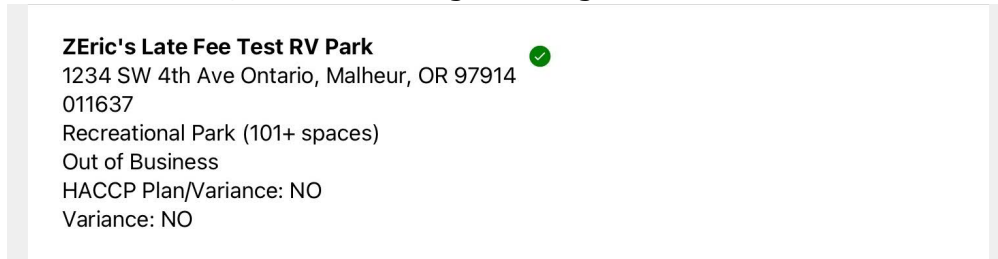 ZEric's Late Fee Test RV Park
1234 SW 4th Ave Ontario, Malheur, OR 97914
011637
Recreational Park (101+ spaces)
Out of Business
HACCP Plan/Variance: NO
Variance: NO